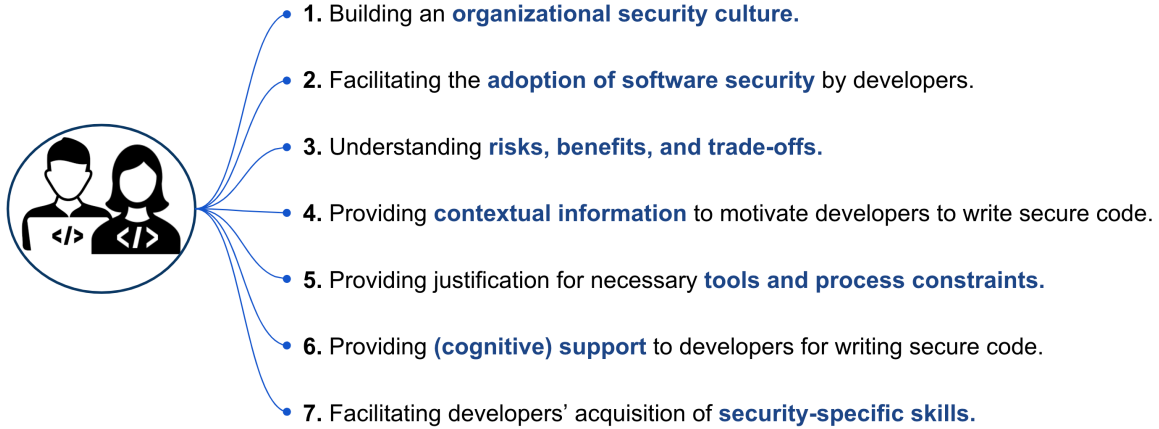 1. Building an organizational security culture.
2. Facilitating the adoption of software security by developers.
3. Understanding risks, benefits, and trade-offs.
4. Providing contextual information to motivate developers to write secure code.
</> </>
5. Providing justification for necessary tools and process constraints.
6. Providing (cognitive) support to developers for writing secure code.
7. Facilitating developers’ acquisition of security-specific skills.